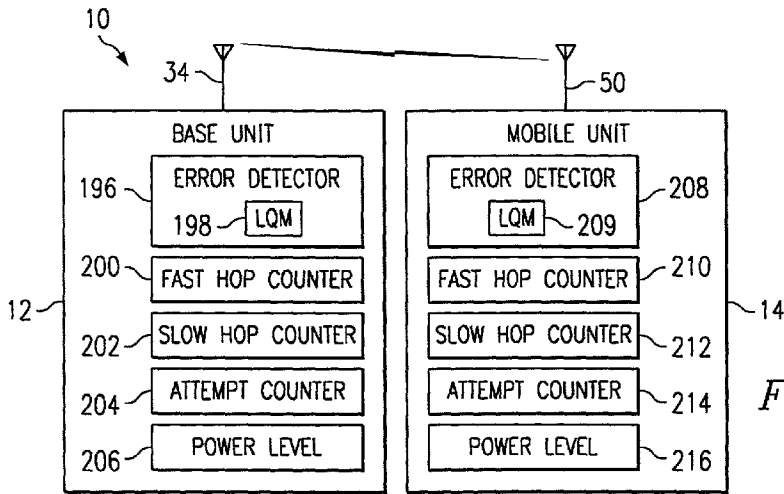 10
34
50
BASE UNIT
MOBILE UNIT
196
ERROR DETECTOR
198
LQM
ERROR DETECTOR
208
LQM
209
200
FAST HOP COUNTER
FAST HOP COUNTER
210
12
14
202
SLOW HOP COUNTER
SLOW HOP COUNTER
212
204
ATTEMPT COUNTER
ATTEMPT COUNTER
214
F
206
POWER LEVEL
POWER LEVEL
216